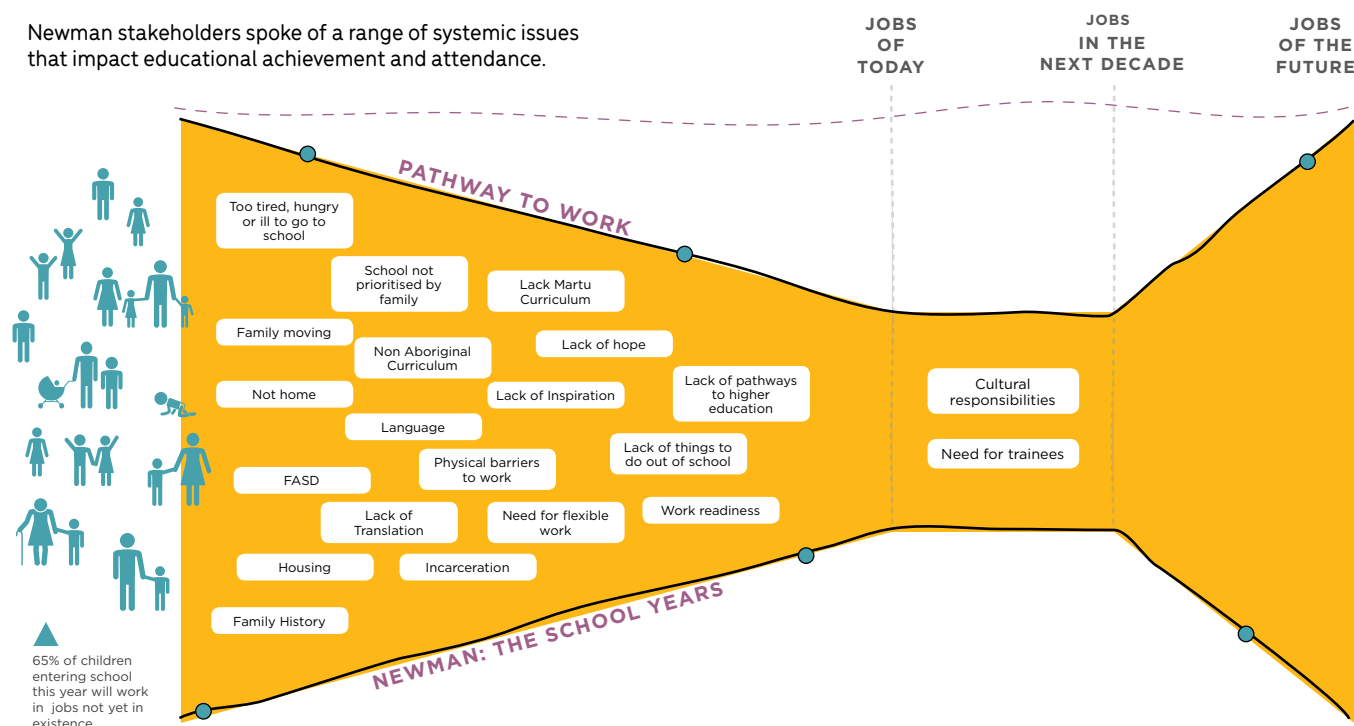 Newman stakeholders spoke of a range of systemic issues
that impact educational achievement and attendance.
JOBS
OF
TODAY
JOBS
IN THE
NEXT DECADE
JOBS
OF THE
FUTURE
PATHWAY TO WORK
Too tired, hungry
or ill to go to
school
School not
prioritised by
family
Lack Martu
Curriculum
Family moving
Non Aboriginal
Curriculum
Lack of hope
Not home
Lack of Inspiration
Lack of pathways
to higher
education
Cultural
responsibilities
Language
Lack of things to
do out of school
Need for trainees
Physical barriers
to work
FASD
Lack of
Translation
Need for flexible
work
Work readiness
Housing
Incarceration
Family History
NEWMAN: THE SCHOOL YEARS
65% of children
entering school
this year will work
in jobs not yet in
existence